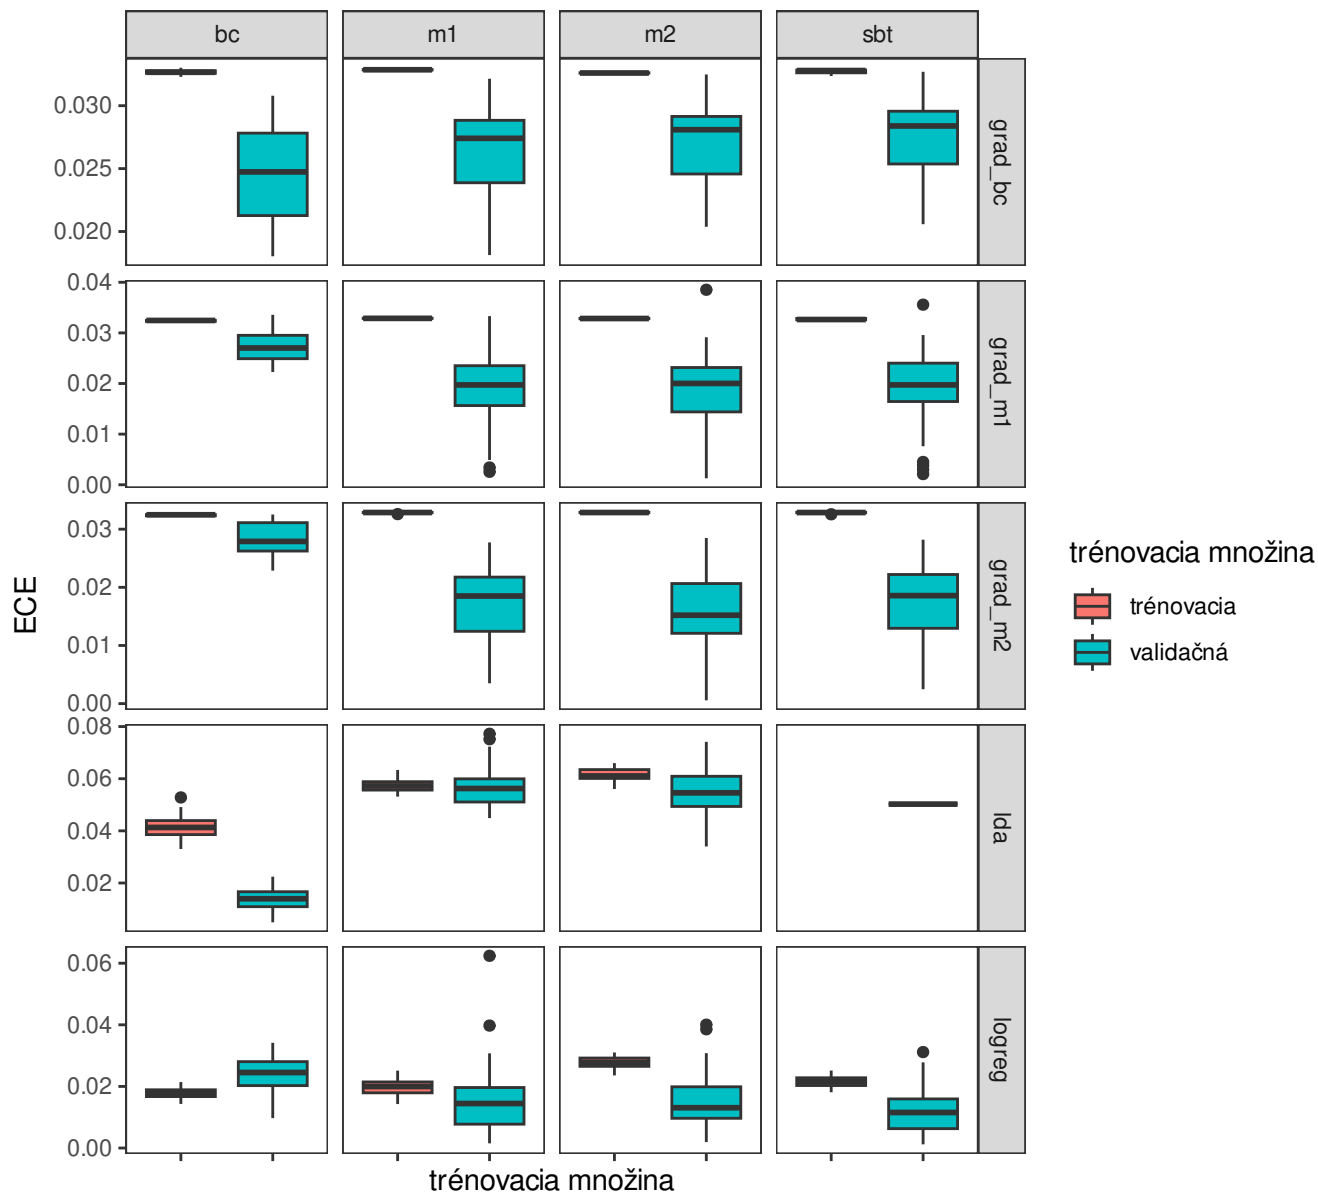 bc m1 m2 sbt
0.030
0.025
0.020
grad_bc
0.04
0.03
0.02
0.01
0.00
grad_m1
0.03
0.02
0.01
0.00
grad_m2
0.08
0.06
0.04
0.02
lda
0.06
0.04
0.02
0.00
logreg
ECE
trénovacia množina
trénovacia množina
trénovacia
validačná